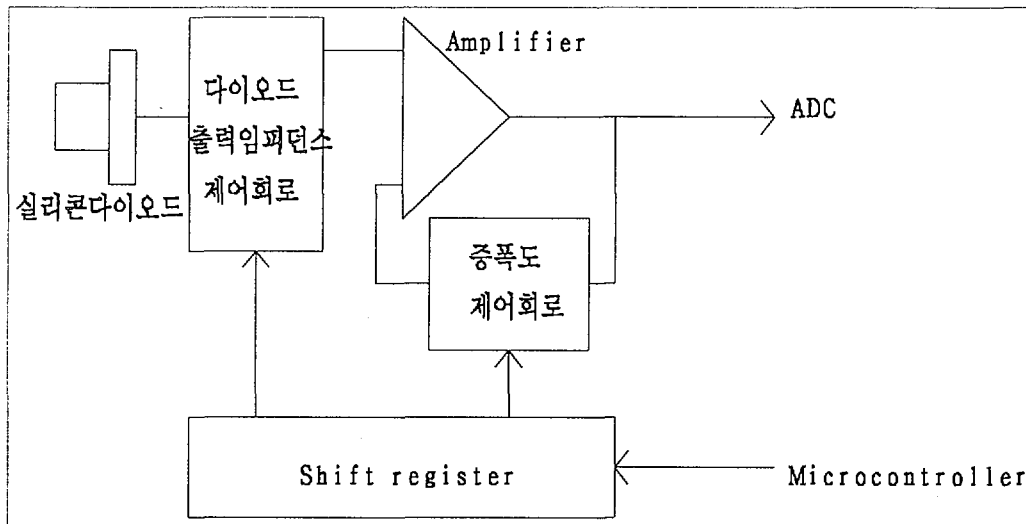 Amplifier
다이오드
출력임피던스
제어회로
ADC
실리콘다이오드
증폭도
제어회로
Shift register
Microcontroller